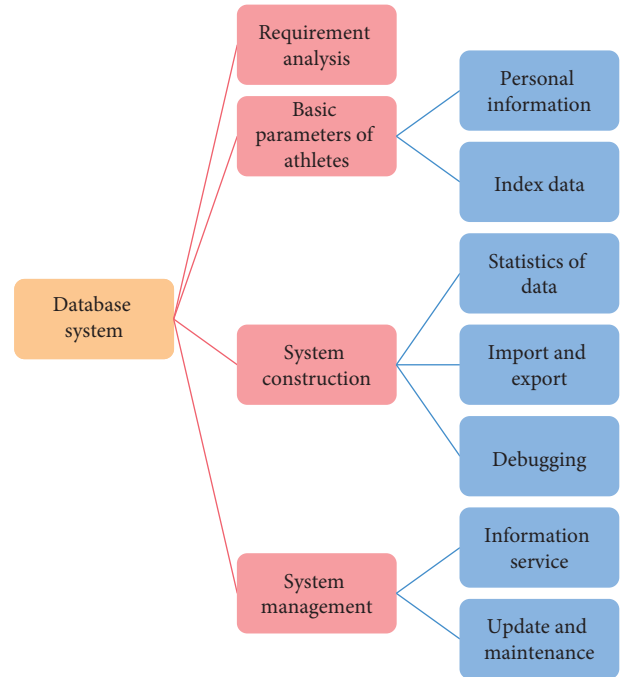 Requirement
analysis
Basic
parameters of
athletes
Personal
information
Index data
Database
system
System
construction
Statistics of
data
Import and
export
Debugging
System
management
Information
service
Update and
maintenance